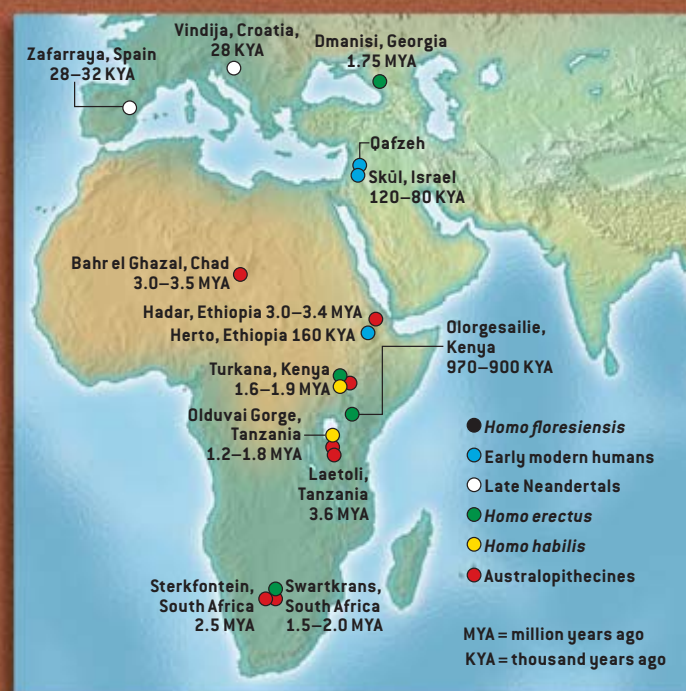 Vindija, Croatia,
28 KYA
Zafarraya, Spain
28–32 KYA
Dmanisi, Georgia
1.75 MYA
Qafzeh
Skūl, Israel
120–80 KYA
Bahr el Ghazal, Chad
3.0–3.5 MYA
Hadar, Ethiopia 3.0–3.4 MYA
Herto, Ethiopia 160 KYA
Olorgesailie,
Kenya
970–900 KYA
Turkana, Kenya
1.6–1.9 MYA
Olduvai Gorge,
Tanzania
1.2–1.8 MYA
Laetoli,
Tanzania
3.6 MYA
Sterkfontein,
South Africa
2.5 MYA
Swartkrans,
South Africa
1.5–2.0 MYA
Homo floresiensis
Early modern humans
Late Neandertals
Homo erectus
Homo habilis
Australopithecines
MYA = million years ago
KYA = thousand years ago